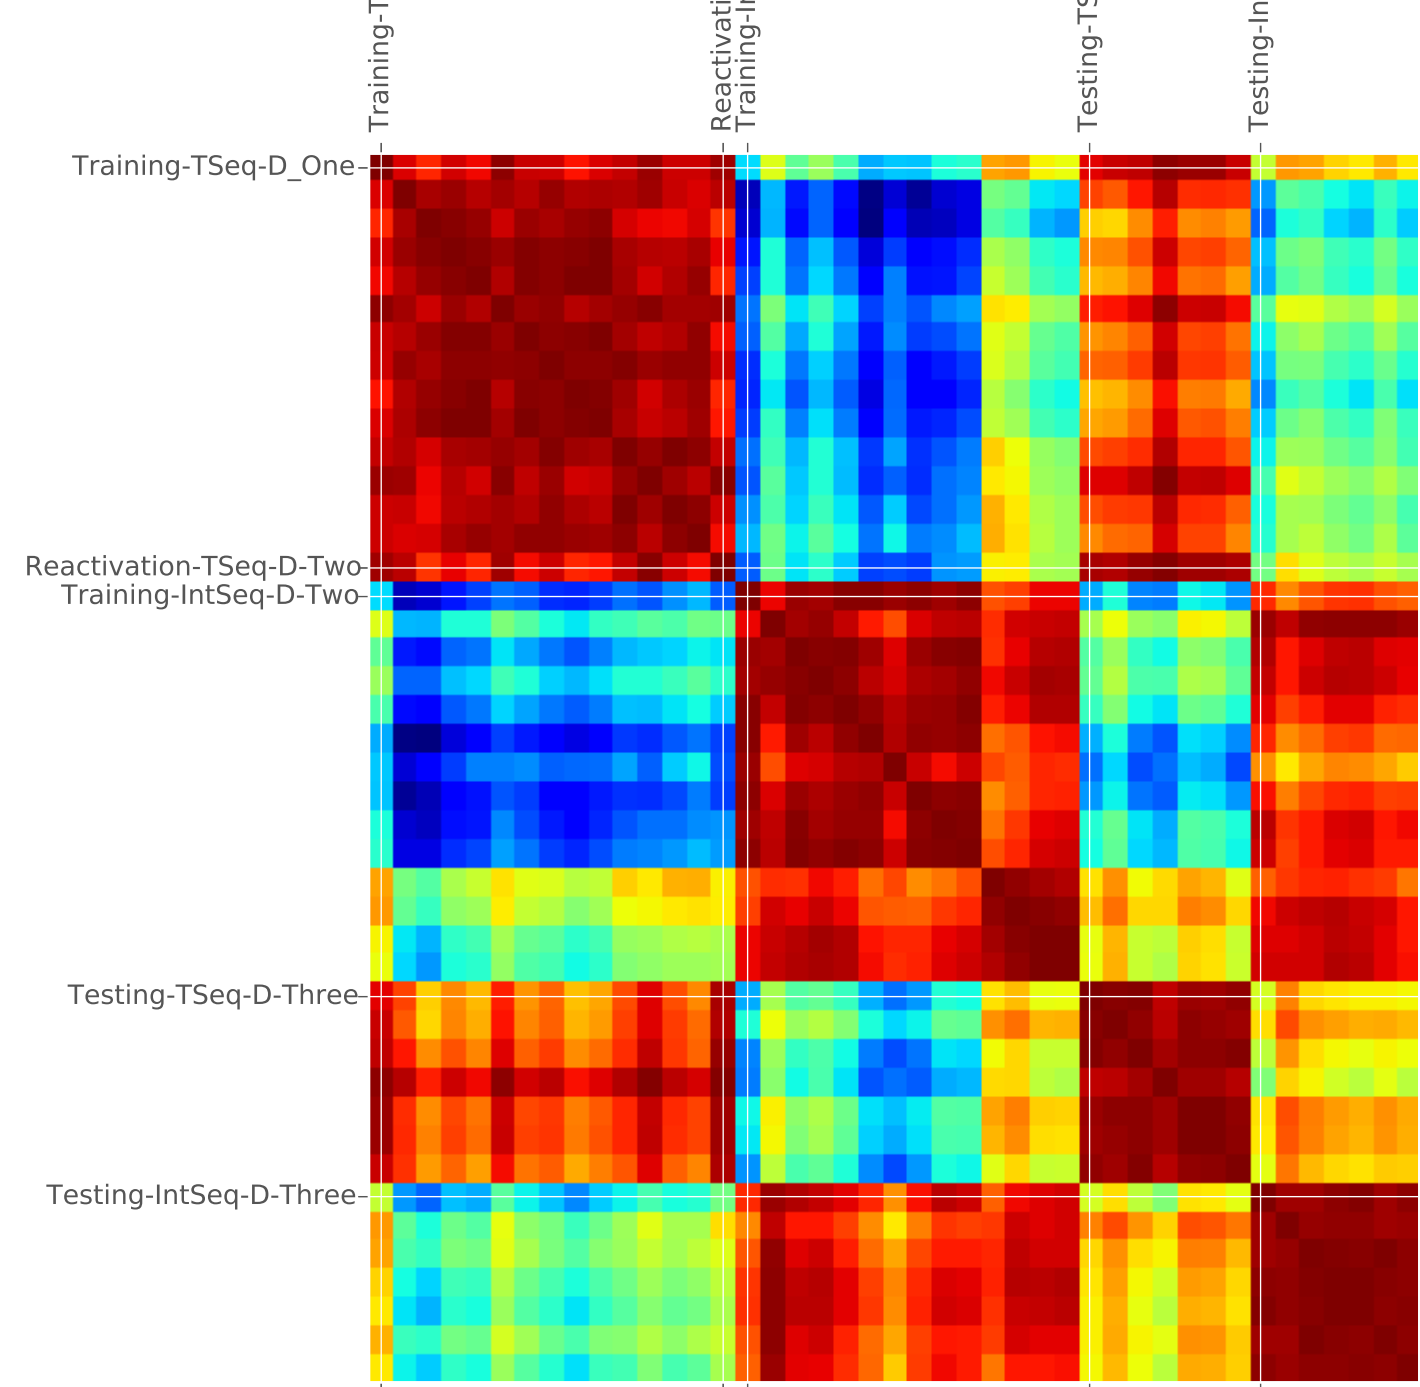 Training-T
Reactivati
Training-I
Testing-TS
Testing-In
Training-TSeq-D_One
Reactivation-TSeq-D-Two
Training-IntSeq-D-Two
Testing-TSeq-D-Three
Testing-IntSeq-D-Three